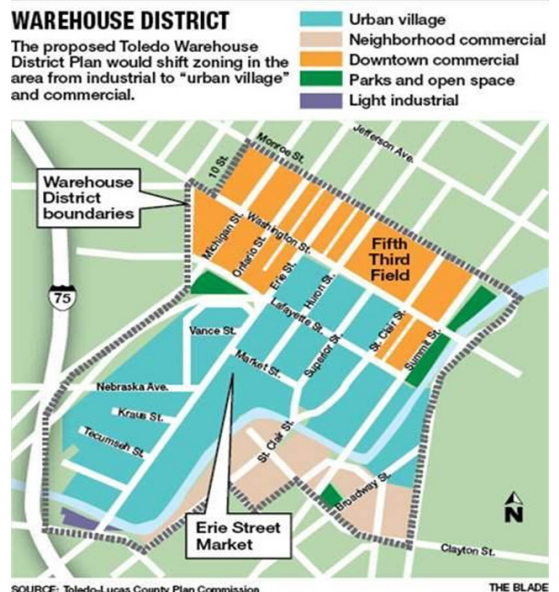 WAREHOUSE DISTRICT
The proposed Toledo Warehouse
District Plan would shift zoning in the
area from industrial to “urban village”
and commercial.
Urban village
Neighborhood commercial
Downtown commercial
Parks and open space
Light industrial
Jefferson Ave.
Monroe St.
10 St.
Warehouse
District
boundaries
Michigan St.
Washington St.
Ontario St.
Fifth
Third
Field
Erie St.
Huron St.
75
Lafayette St.
St. Clair St.
Summit St.
Vance St.
Superior St.
Market St.
Nebraska Ave.
Kraus St.
Tecumseh St.
St. Clair St.
Broadway St.
Erie Street
Market
N
Clayton St.
SOURCE: Toledo-Lucas County Plan Commission
THE BLADE